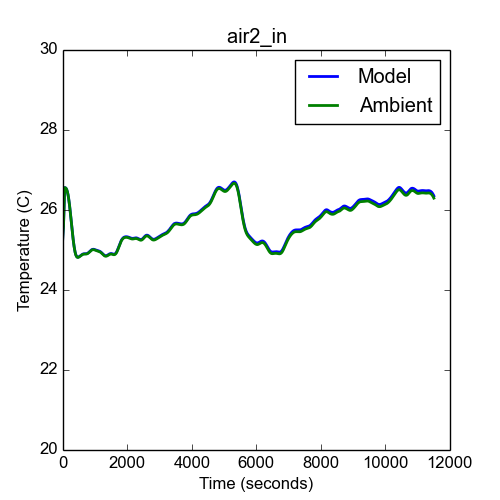 air2_in
30
28
26
24
22
20
Temperature (C)
Model
Ambient
0
2000
4000
6000
8000
10000
12000
Time (seconds)